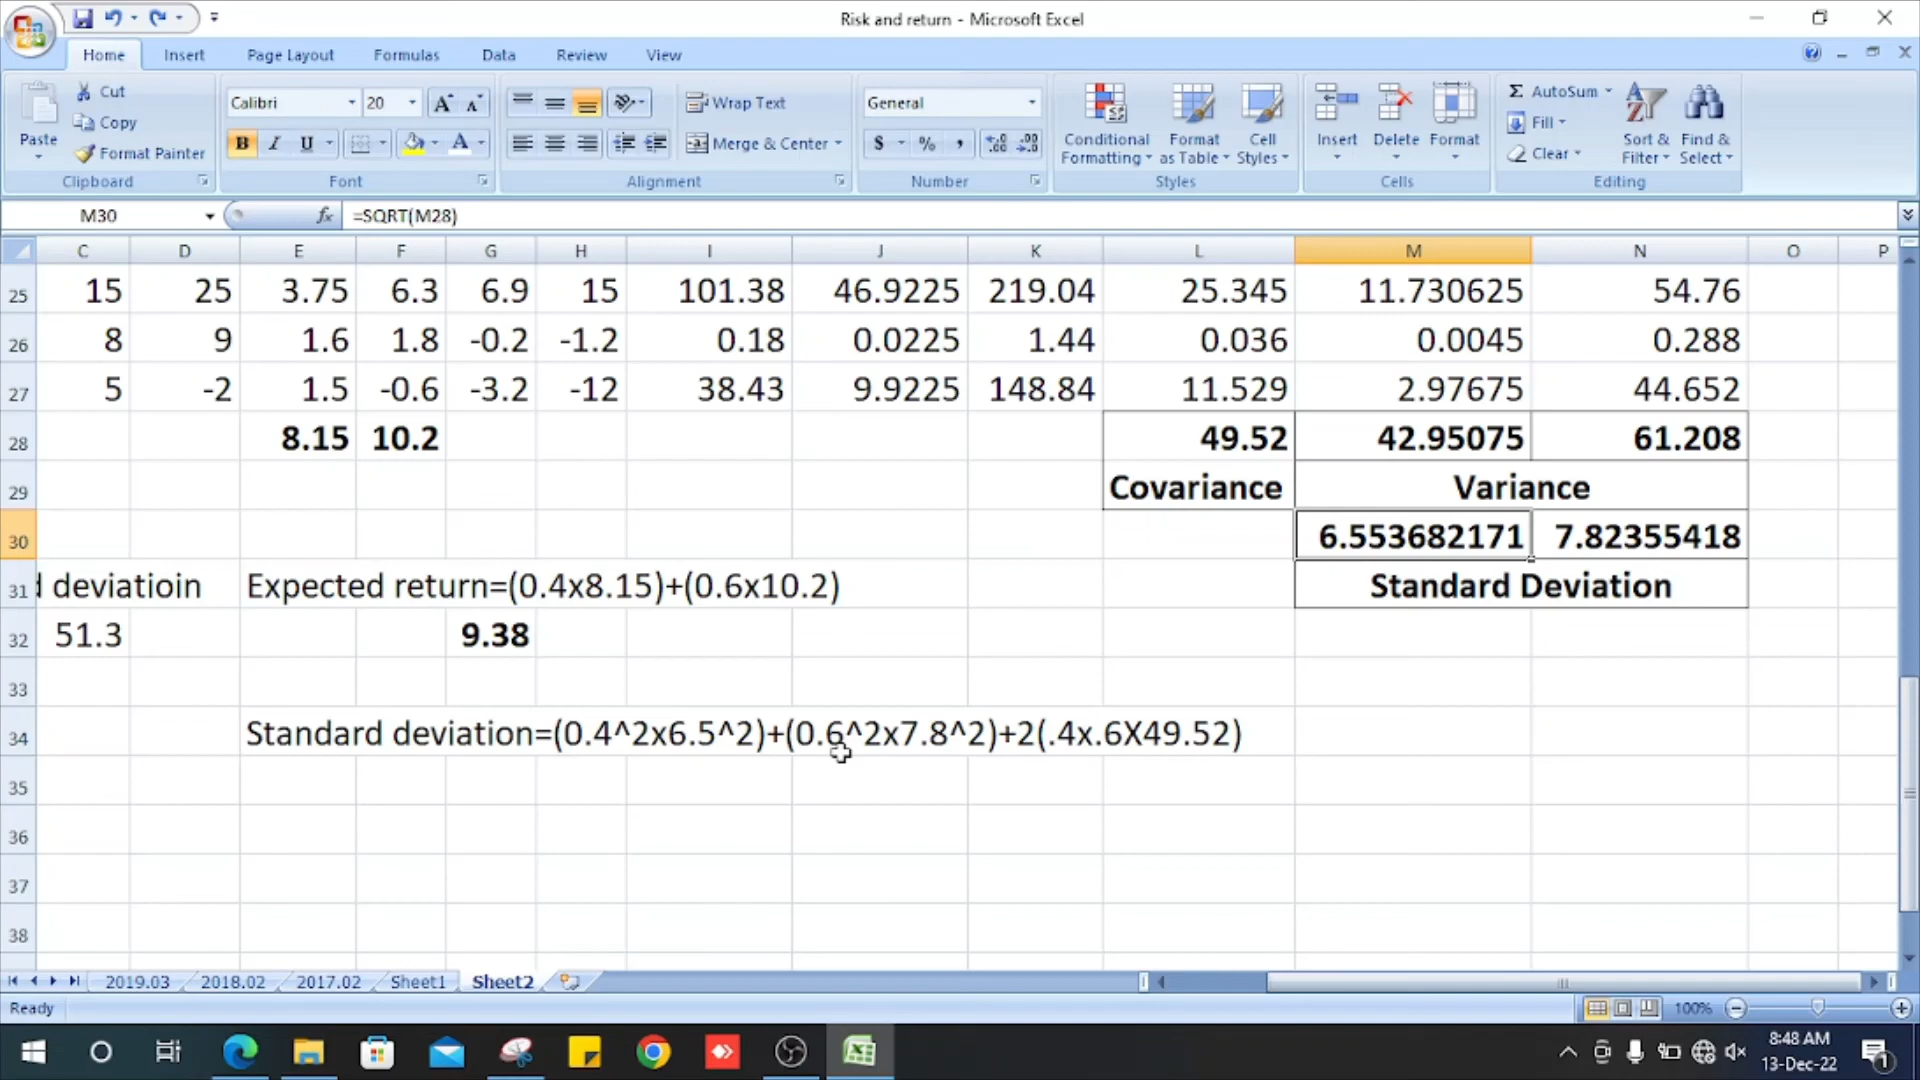 Risk and return - Microsoft Excel
Home Insert Page Layout Formulas Data Review View
Paste
Cut
Copy
Format Painter
Clipboard
Calibri 20
B I U
Font
Wrap Text
Merge & Center
Alignment
General
$ % ,
Number
Conditional Formatting
Format as Table
Cell Styles
Styles
Insert Delete Format
Cells
Σ AutoSum
Fill
Clear
Sort & Filter
Find & Select
Editing
M30 fx =SQRT(M28)
C D E F G H I J K L M N O P
25 15 25 3.75 6.3 6.9 15 101.38 46.9225 219.04 25.345 11.730625 54.76
26 8 9 1.6 1.8 -0.2 -1.2 0.18 0.0225 1.44 0.036 0.0045 0.288
27 5 -2 1.5 -0.6 -3.2 -12 38.43 9.9225 148.84 11.529 2.97675 44.652
28 8.15 10.2 49.52 42.95075 61.208
29 Covariance Variance
30 6.553682171 7.82355418
31 d deviatioin Expected return=(0.4x8.15)+(0.6x10.2) Standard Deviation
32 51.3 9.38
33
34 Standard deviation=(0.4^2x6.5^2)+(0.6^2x7.8^2)+2(.4x.6X49.52)
35
36
37
38
2019.03 2018.02 2017.02 Sheet1 Sheet2
Ready 100%
8:48 AM
13-Dec-22
1